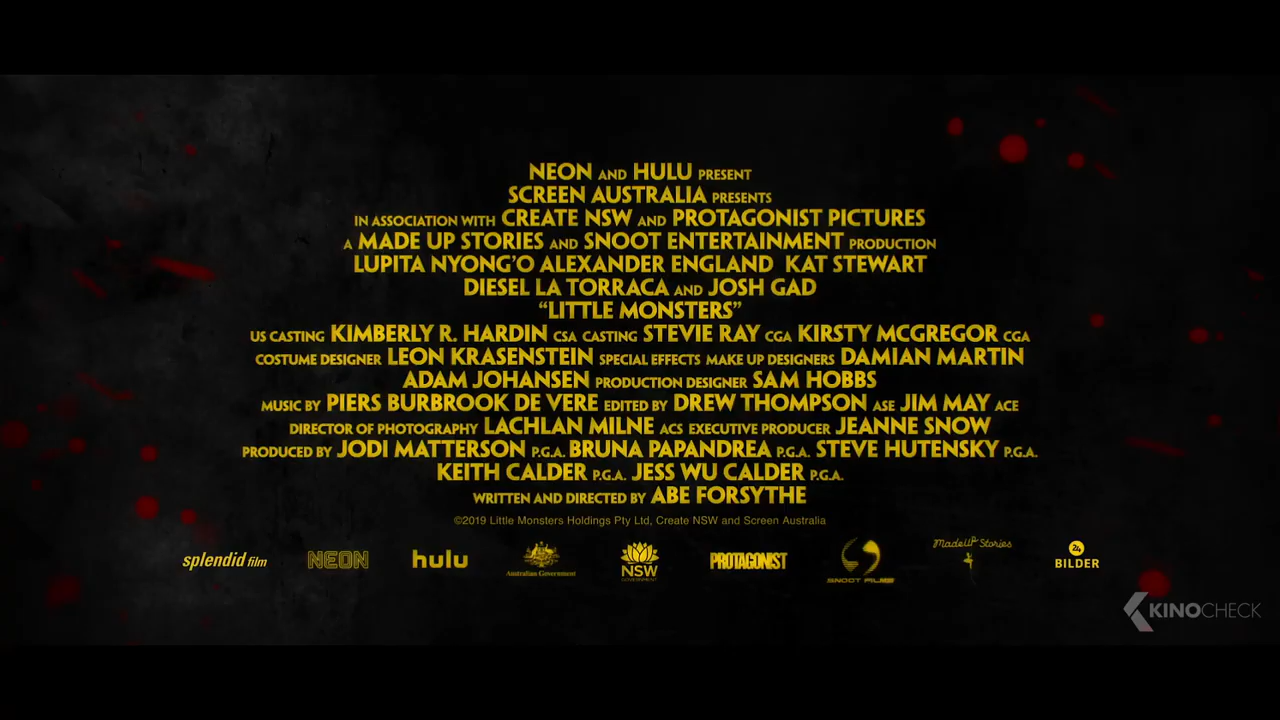 NEON AND HULU PRESENT
SCREEN AUSTRALIA PRESENTS
IN ASSOCIATION WITH CREATE NSW AND PROTAGONIST PICTURES
A MADE UP STORIES AND SNOOT ENTERTAINMENT PRODUCTION
LUPITA NYONG'O ALEXANDER ENGLAND KAT STEWART
DIESEL LA TORRACA AND JOSH GAD
“LITTLE MONSTERS”
US CASTING KIMBERLY R. HARDIN CSA CASTING STEVIE RAY CGA KIRSTY MCGREGOR CGA
COSTUME DESIGNER LEON KRASENSTEIN SPECIAL EFFECTS MAKE UP DESIGNERS DAMIAN MARTIN
ADAM JOHANSEN PRODUCTION DESIGNER SAM HOBBS
MUSIC BY PIERS BURBROOK DE VERE EDITED BY DREW THOMPSON ASE JIM MAY ACE
DIRECTOR OF PHOTOGRAPHY LACHLAN MILNE ACS EXECUTIVE PRODUCER JEANNE SNOW
PRODUCED BY JODI MATTERSON P.G.A. BRUNA PAPANDREA P.G.A. STEVE HUTENSKY P.G.A.
KEITH CALDER P.G.A. JESS WU CALDER P.G.A.
WRITTEN AND DIRECTED BY ABE FORSYTHE
©2019 Little Monsters Holdings Pty Ltd, Create NSW and Screen Australia
splendid film NEON hulu Australian Government NSW GOVERNMENT PROTAGONIST SNOOT FILMS Made Up Stories 24 BILDER
KINOCHECK